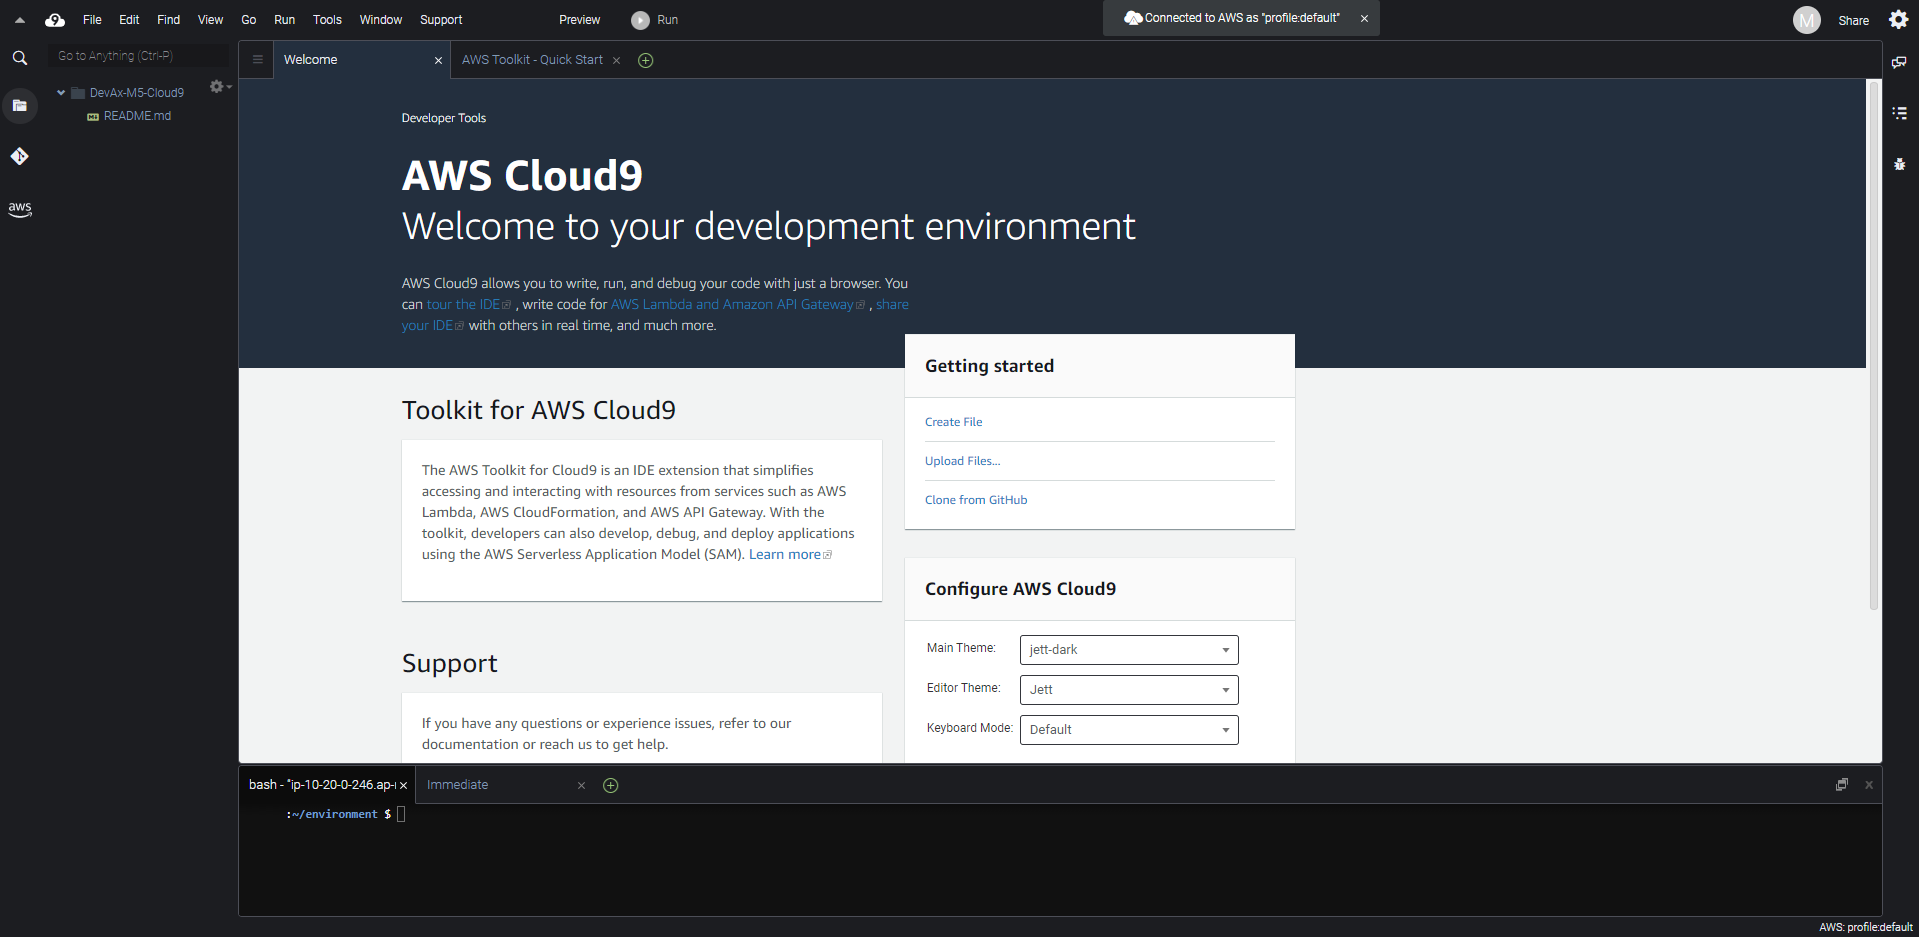 File Edit Find View Go Run Tools Window Support Preview Run
Connected to AWS as "profile:default"
M Share
Go to Anything (Ctrl-P)
DevAx-M5-Cloud9
README.md
aws
Welcome
AWS Toolkit - Quick Start
Developer Tools
AWS Cloud9
Welcome to your development environment
AWS Cloud9 allows you to write, run, and debug your code with just a browser. You
can tour the IDE , write code for AWS Lambda and Amazon API Gateway , share
your IDE with others in real time, and much more.
Getting started
Create File
Upload Files...
Clone from GitHub
Toolkit for AWS Cloud9
The AWS Toolkit for Cloud9 is an IDE extension that simplifies
accessing and interacting with resources from services such as AWS
Lambda, AWS CloudFormation, and AWS API Gateway. With the
toolkit, developers can also develop, debug, and deploy applications
using the AWS Serverless Application Model (SAM). Learn more
Configure AWS Cloud9
Main Theme: jett-dark
Editor Theme: Jett
Keyboard Mode: Default
Support
If you have any questions or experience issues, refer to our
documentation or reach us to get help.
bash - "ip-10-20-0-246.ap-
Immediate
:~/environment $
AWS: profile:default